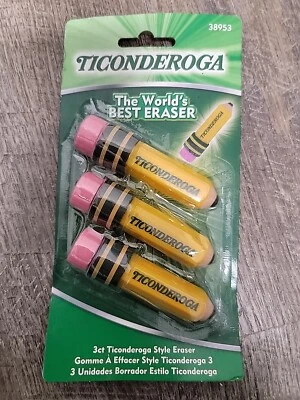 38953
TICONDEROGA
The World's
BEST ERASER
TICONDEROGA
TICONDEROGA
TICONDEROGA
TICONDEROGA
3ct Ticonderoga Style Eraser
Gomme À Effacer Style Ticonderoga 3
3 Unidades Borrador Estilo Ticonderoga